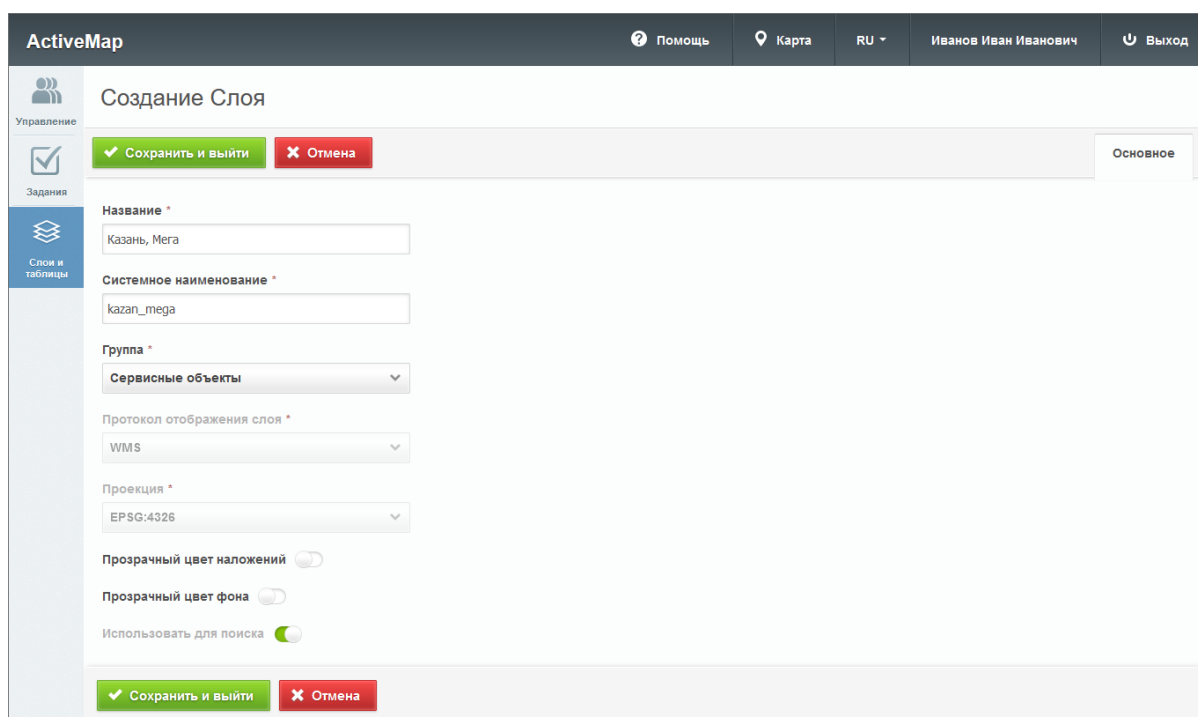 ActiveMap
Помощь
Карта
RU
Иванов Иван Иванович
Выход
Управление
Задания
Слои и
таблицы
Создание Слоя
Сохранить и выйти
Отмена
Основное
Название *
Казань, Мега
Системное наименование *
kazan_mega
Группа *
Сервисные объекты
Протокол отображения слоя *
WMS
Проекция *
EPSG:4326
Прозрачный цвет наложений
Прозрачный цвет фона
Использовать для поиска
Сохранить и выйти
Отмена